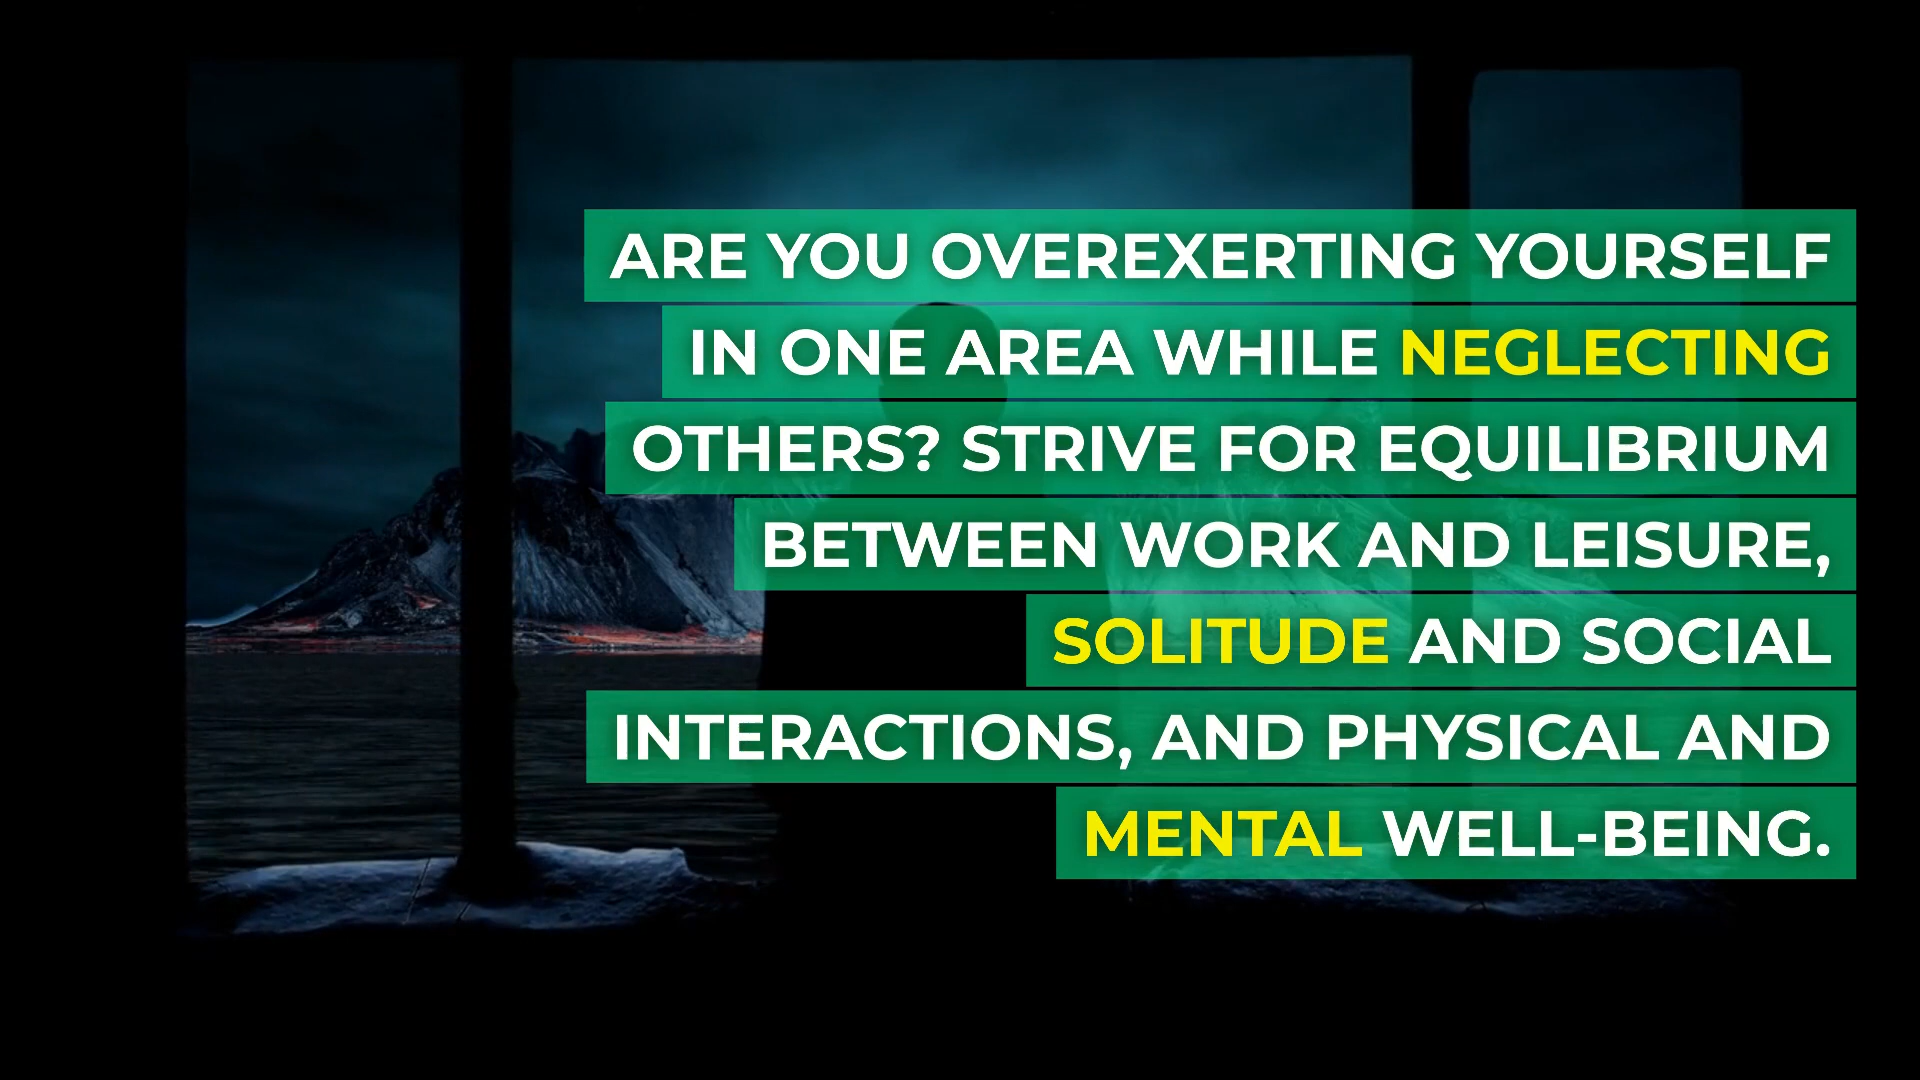 ARE YOU OVEREXERTING YOURSELF
IN ONE AREA WHILE NEGLECTING
OTHERS? STRIVE FOR EQUILIBRIUM
BETWEEN WORK AND LEISURE,
SOLITUDE AND SOCIAL
INTERACTIONS, AND PHYSICAL AND
MENTAL WELL-BEING.